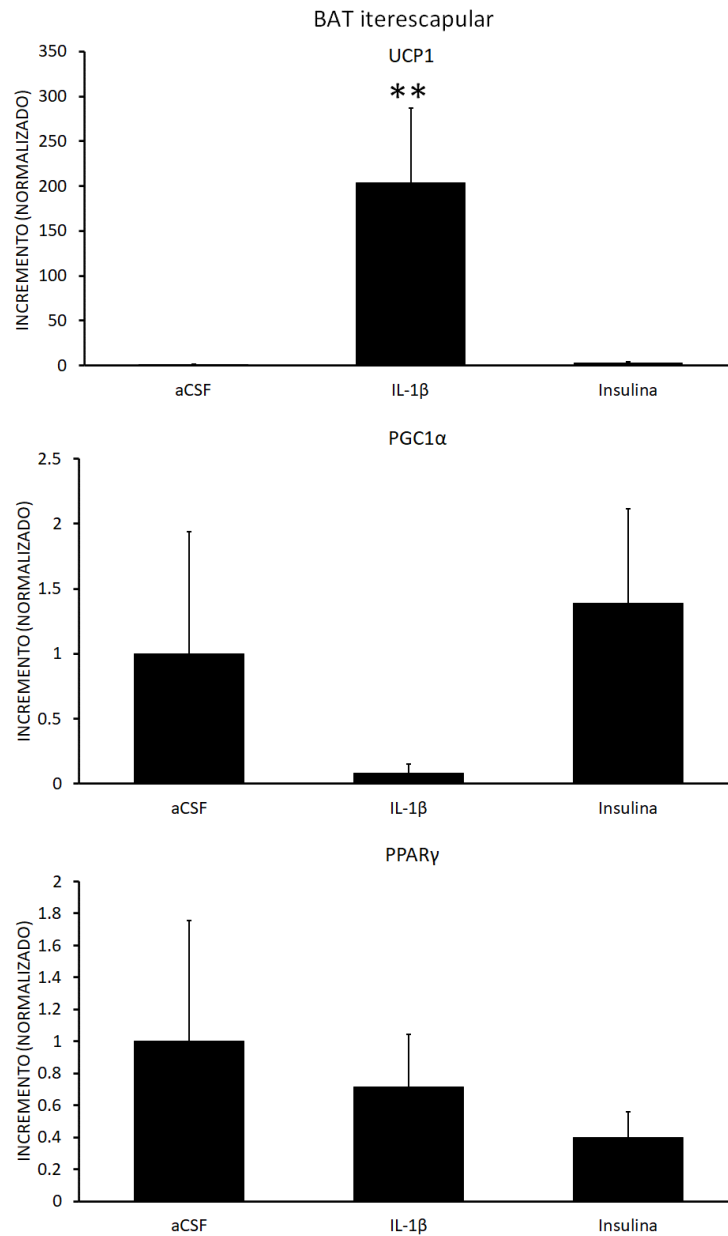 BAT iterescapular
UCP1
**
INCREMENTO (NORMALIZADO)
350
300
250
200
150
100
50
0
aCSF IL-1β Insulina
PGC1α
INCREMENTO (NORMALIZADO)
2.5
2
1.5
1
0.5
0
aCSF IL-1β Insulina
PPARγ
INCREMENTO (NORMALIZADO)
2
1.8
1.6
1.4
1.2
1
0.8
0.6
0.4
0.2
0
aCSF IL-1β Insulina